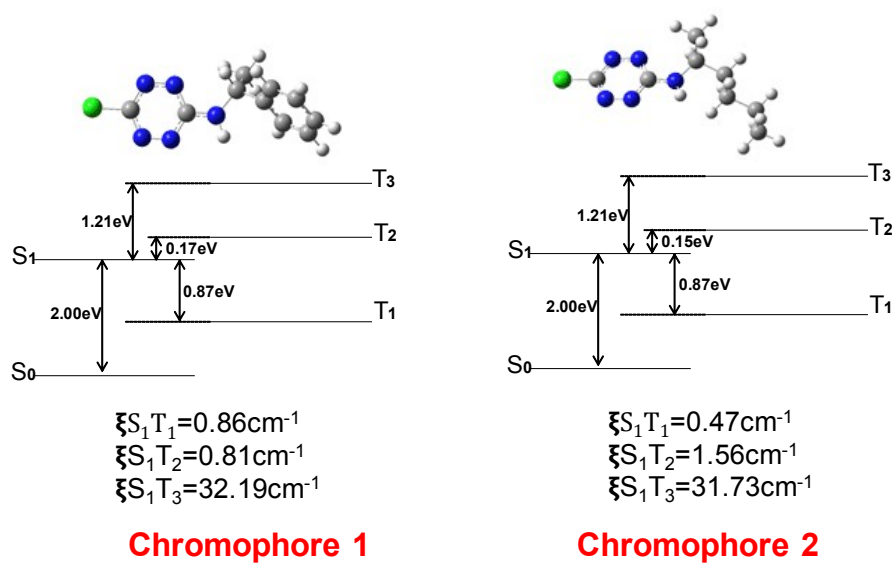 T3
1.21eV
T2
0.17eV
S1
0.87eV
2.00eV
T1
S0
ξS₁T₁=0.86cm⁻¹
ξS₁T₂=0.81cm⁻¹
ξS₁T₃=32.19cm⁻¹
Chromophore 1
T3
1.21eV
T2
0.15eV
S1
0.87eV
2.00eV
T1
S0
ξS₁T₁=0.47cm⁻¹
ξS₁T₂=1.56cm⁻¹
ξS₁T₃=31.73cm⁻¹
Chromophore 2